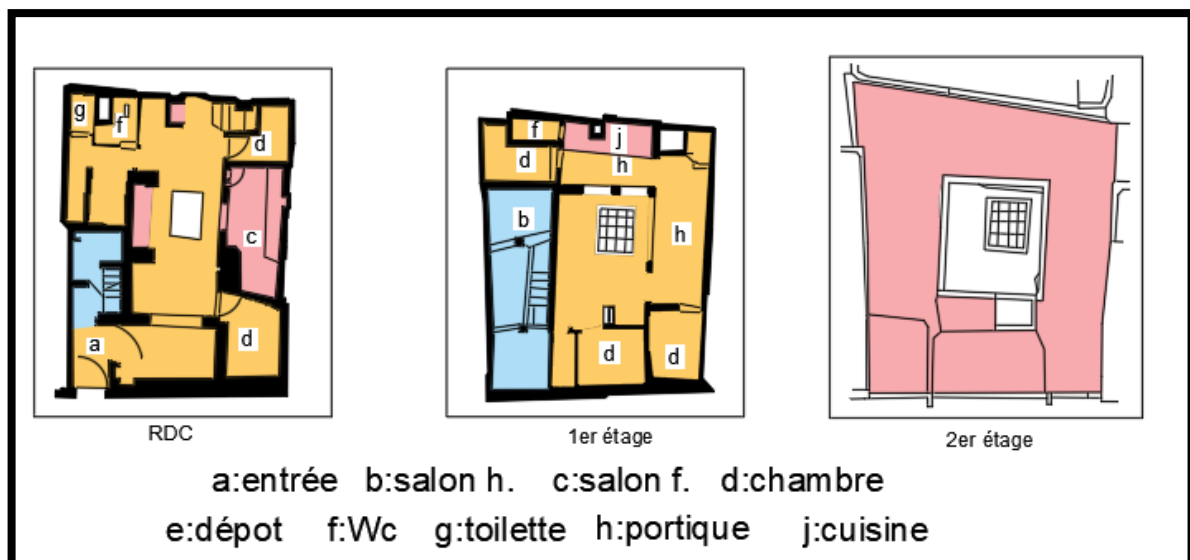 g
f
d
c
a
d
RDC
f
j
d
h
b
h
d
d
1er étage
2er étage
a:entrée b:salon h. c:salon f. d:chambre
e:dépot f:Wc g:toilette h:portique j:cuisine